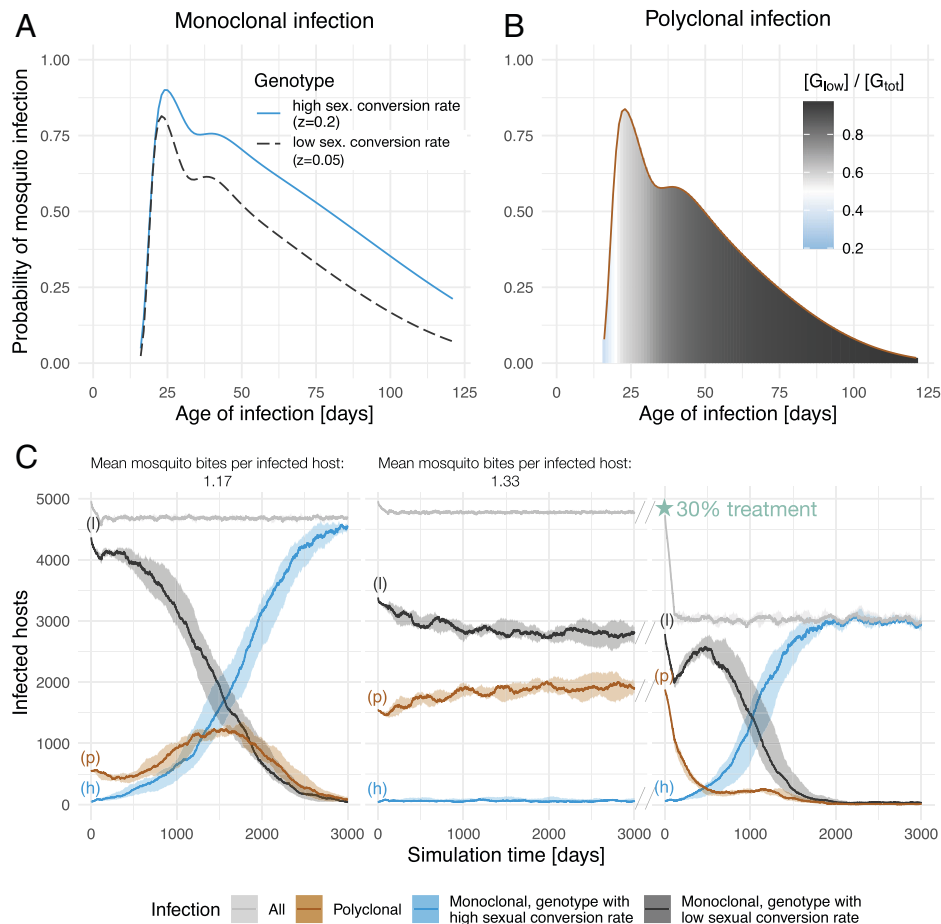 A
Monoclonal infection
B
Polyclonal infection
Probability of mosquito infection
1.00
0.75
0.50
0.25
0.00
Genotype
high sex. conversion rate
(z=0.2)
low sex. conversion rate
(z=0.05)
0 25 50 75 100 125
Age of infection [days]
1.00
0.75
0.50
0.25
0.00
[Glow] / [Gtot]
0.8
0.6
0.4
0.2
0 25 50 75 100 125
Age of infection [days]
C
Mean mosquito bites per infected host:
1.17
Mean mosquito bites per infected host:
1.33
Infected hosts
5000
4000
3000
2000
1000
0
(l)
(p)
(h)
(l)
(p)
(h)
30% treatment
(l)
(p)
(h)
0 1000 2000 3000
0 1000 2000 3000
0 1000 2000 3000
Simulation time [days]
Infection
All
Polyclonal
Monoclonal, genotype with
high sexual conversion rate
Monoclonal, genotype with
low sexual conversion rate